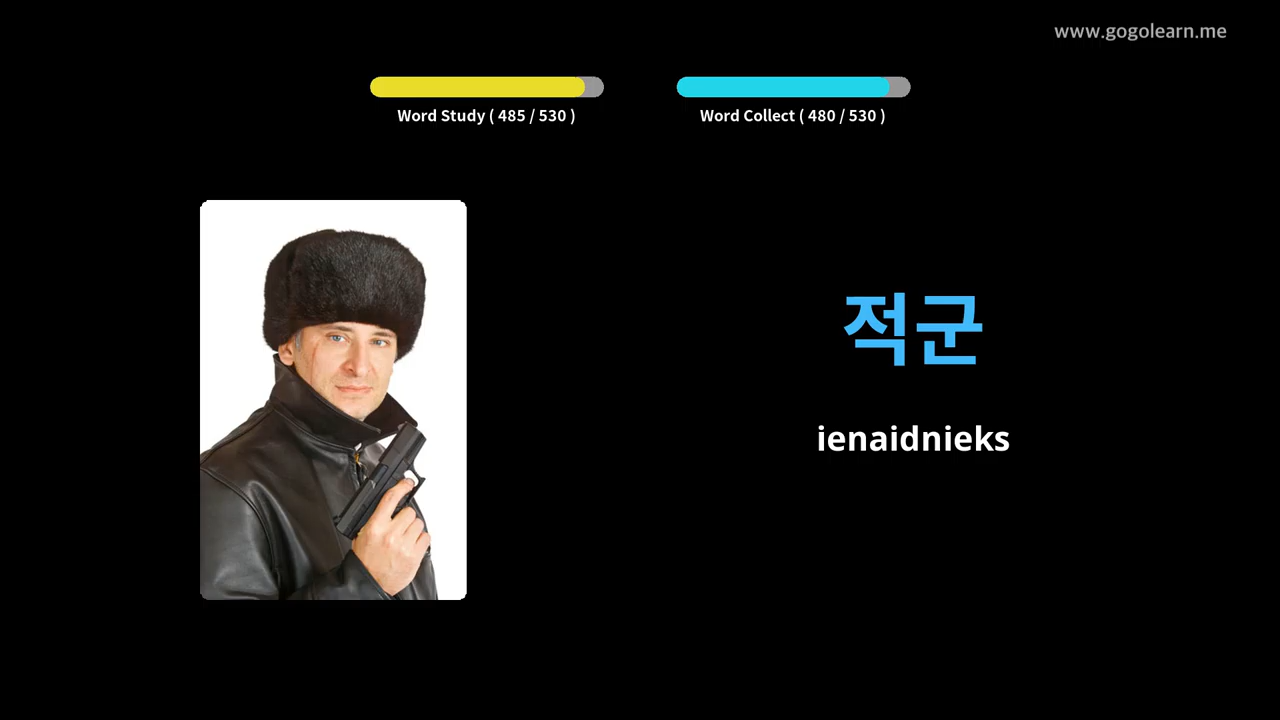 www.gogolearn.me
Word Study ( 485 / 530 )
Word Collect ( 480 / 530 )
적군
ienaidnieks